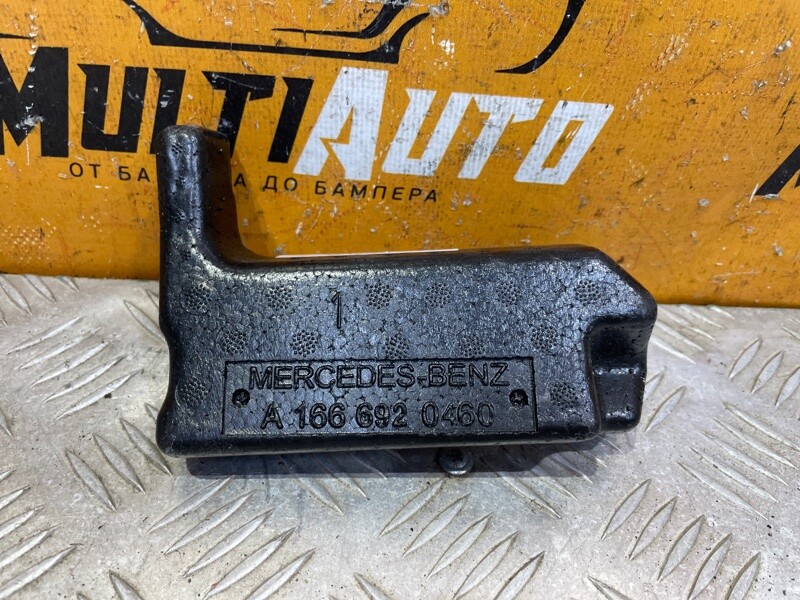 MULTIAUTO
ОТ БА А ДО БАМПЕРА
1
MERCEDES-BENZ
A 166 692 0460